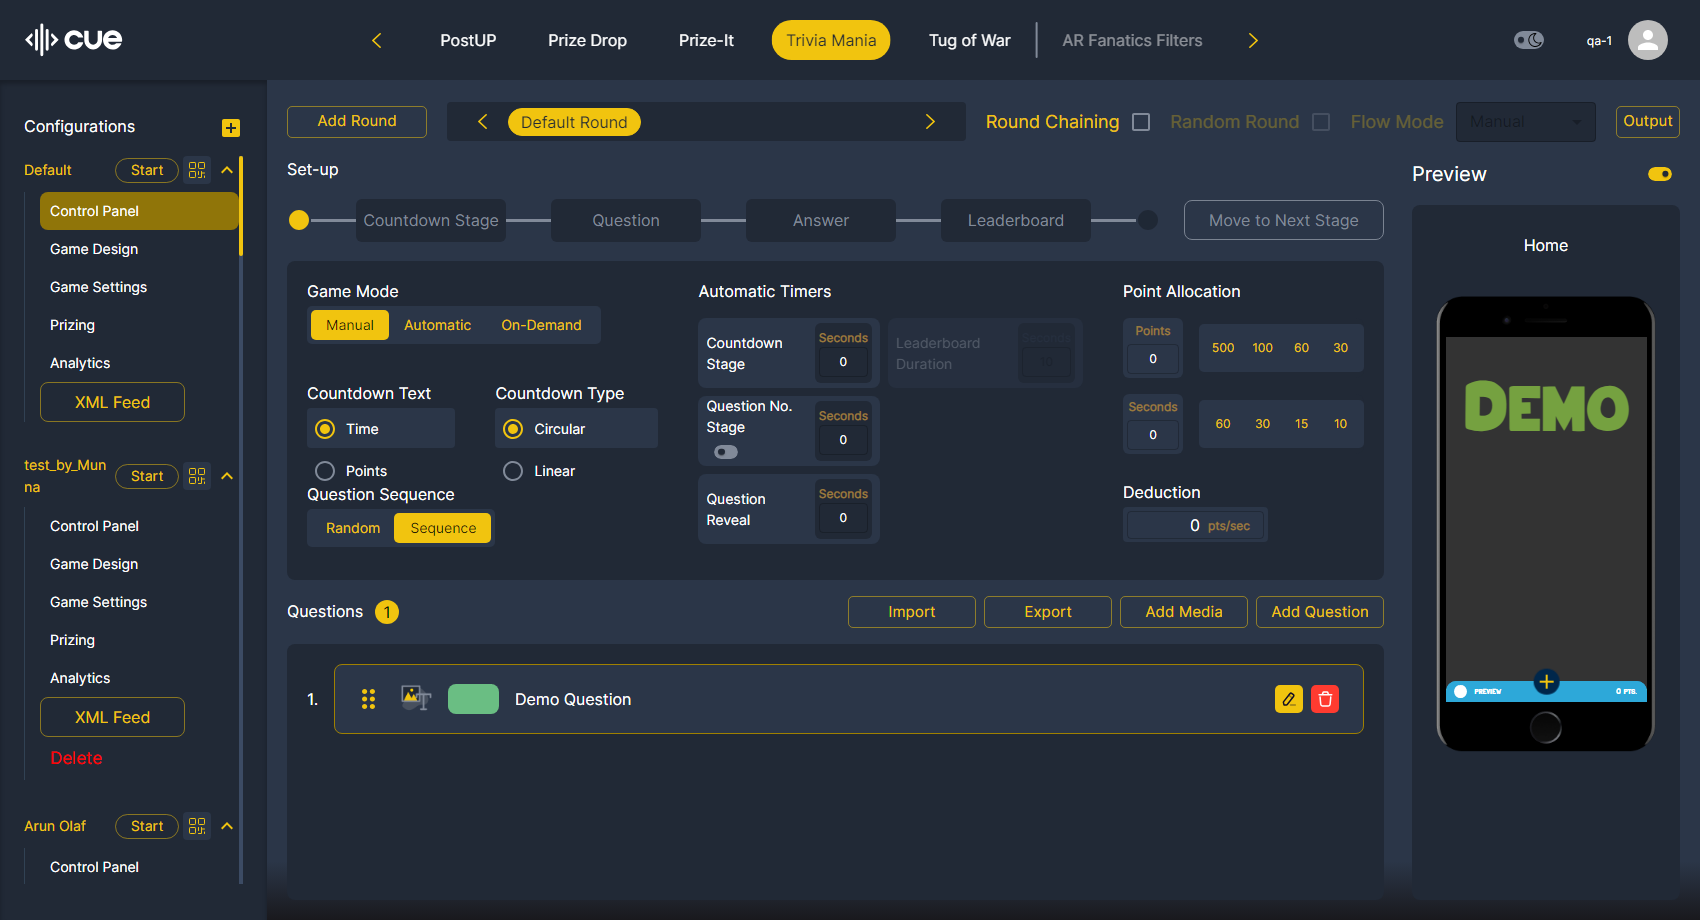 cue
PostUP
Prize Drop
Prize-It
Trivia Mania
Tug of War
AR Fanatics Filters
qa-1
Configurations
Default
Start
Control Panel
Game Design
Game Settings
Prizing
Analytics
XML Feed
test_by_Mun
na
Start
Control Panel
Game Design
Game Settings
Prizing
Analytics
XML Feed
Delete
Arun Olaf
Start
Control Panel
Add Round
Default Round
Round Chaining
Random Round
Flow Mode
Manual
Output
Set-up
Countdown Stage
Question
Answer
Leaderboard
Move to Next Stage
Game Mode
Manual
Automatic
On-Demand
Countdown Text
Time
Points
Countdown Type
Circular
Linear
Question Sequence
Random
Sequence
Automatic Timers
Countdown
Stage
Seconds
0
Leaderboard
Duration
Seconds
10
Question No.
Stage
Seconds
0
Question
Reveal
Seconds
0
Point Allocation
Points
0
500 100 60 30
Seconds
0
60 30 15 10
Deduction
0 pts/sec
Questions 1
Import
Export
Add Media
Add Question
1.
T
Demo Question
Preview
Home
DEMO
PREVIEW
0 PTS.